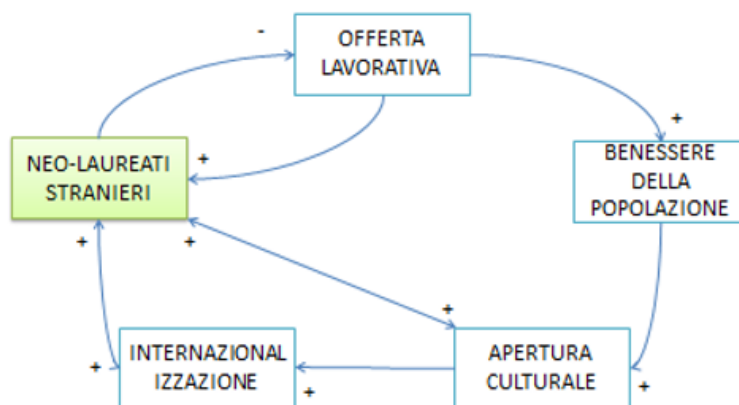 -
OFFERTA
LAVORATIVA
+
NEO-LAUREATI
STRANIERI
+
BENESSERE
DELLA
POPOLAZIONE
+
+
+
+
INTERNAZIONAL
IZZAZIONE
+
APERTURA
CULTURALE
+
+